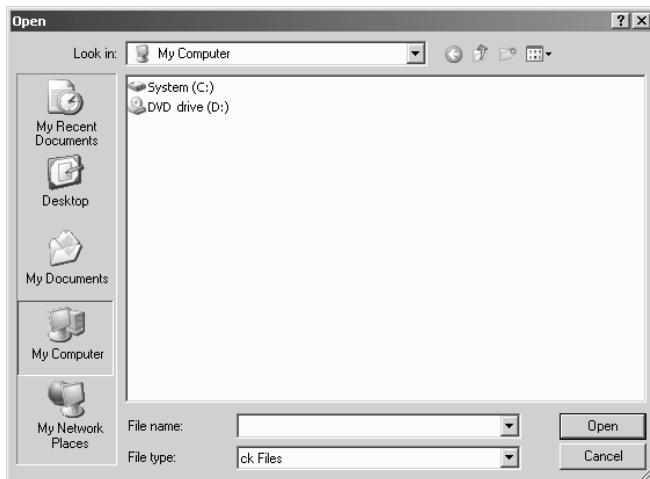 Open
Look in: My Computer
System (C:)
DVD drive (D:)
My Recent
Documents
Desktop
My Documents
My Computer
My Network
Places
File name:
Open
File type: ck Files
Cancel